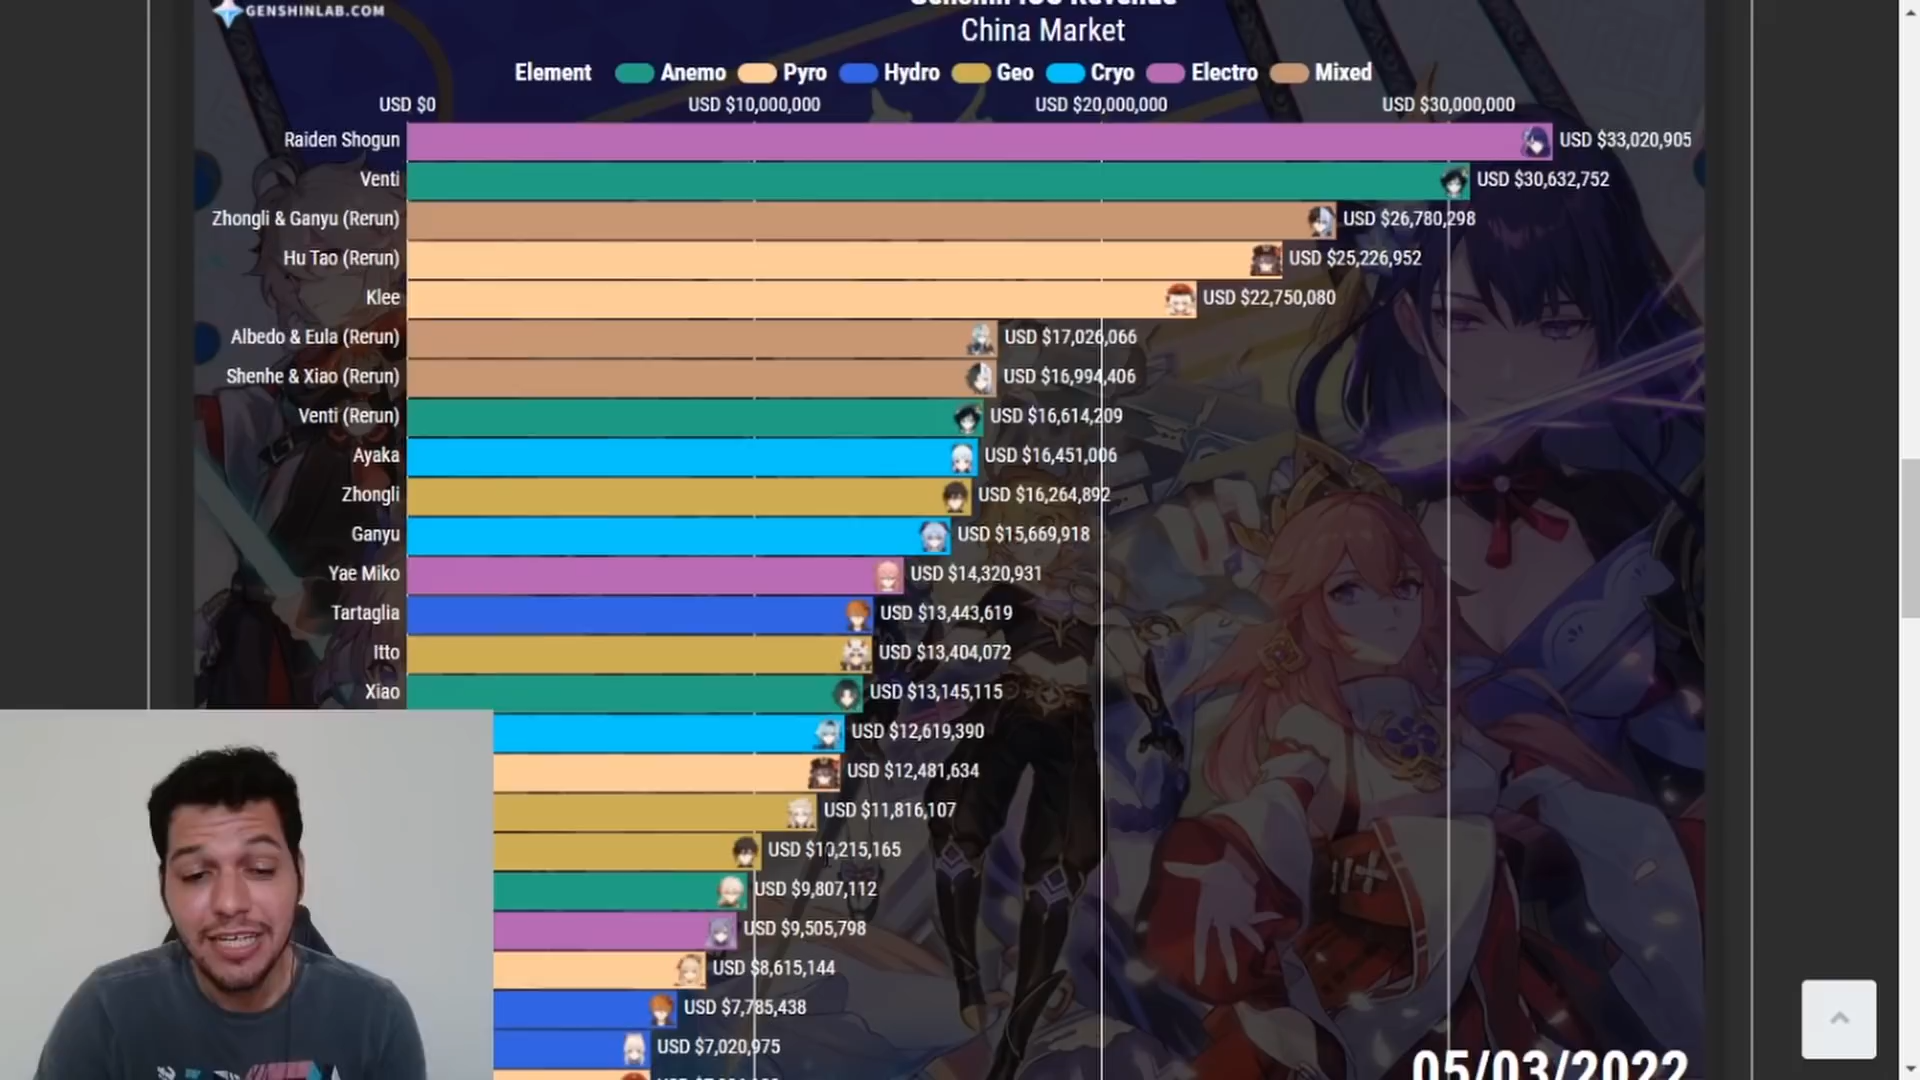 GENSHINLAB.COM
Genshin iOS Revenue
China Market
Element Anemo Pyro Hydro Geo Cryo Electro Mixed
USD $0 USD $10,000,000 USD $20,000,000 USD $30,000,000
Raiden Shogun USD $33,020,905
Venti USD $30,632,752
Zhongli & Ganyu (Rerun) USD $26,780,298
Hu Tao (Rerun) USD $25,226,952
Klee USD $22,750,080
Albedo & Eula (Rerun) USD $17,026,066
Shenhe & Xiao (Rerun) USD $16,994,406
Venti (Rerun) USD $16,614,209
Ayaka USD $16,451,006
Zhongli USD $16,264,892
Ganyu USD $15,669,918
Yae Miko USD $14,320,931
Tartaglia USD $13,443,619
Itto USD $13,404,072
Xiao USD $13,145,115
USD $12,619,390
USD $12,481,634
USD $11,816,107
USD $10,215,165
USD $9,807,112
USD $9,505,798
USD $8,615,144
USD $7,785,438
USD $7,020,975
05/03/2022